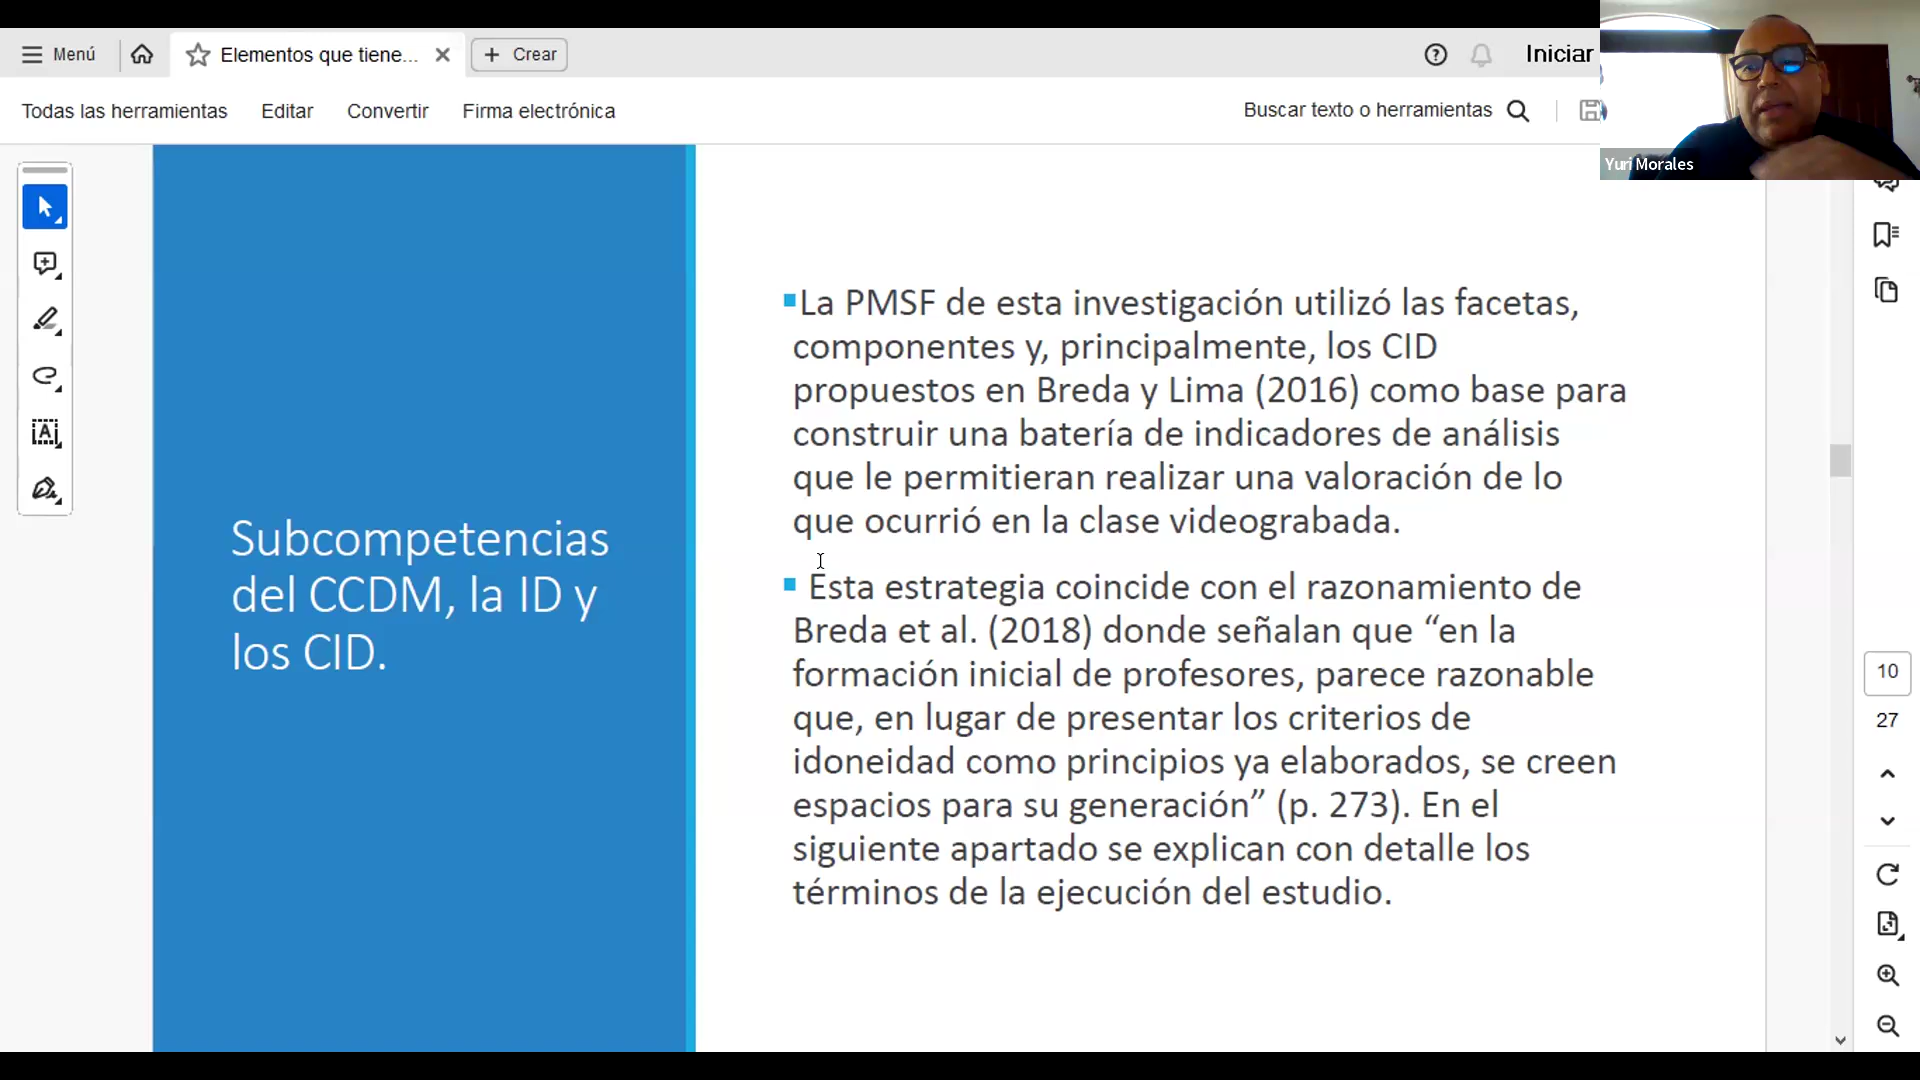 Menú
Elementos que tiene...
Crear
Iniciar
Todas las herramientas
Editar
Convertir
Firma electrónica
Buscar texto o herramientas
Yuri Morales
Subcompetencias
del CCDM, la ID y
los CID.
La PMSF de esta investigación utilizó las facetas,
componentes y, principalmente, los CID
propuestos en Breda y Lima (2016) como base para
construir una batería de indicadores de análisis
que le permitieran realizar una valoración de lo
que ocurrió en la clase videograbada.
Esta estrategia coincide con el razonamiento de
Breda et al. (2018) donde señalan que “en la
formación inicial de profesores, parece razonable
que, en lugar de presentar los criterios de
idoneidad como principios ya elaborados, se creen
espacios para su generación” (p. 273). En el
siguiente apartado se explican con detalle los
términos de la ejecución del estudio.
10
27